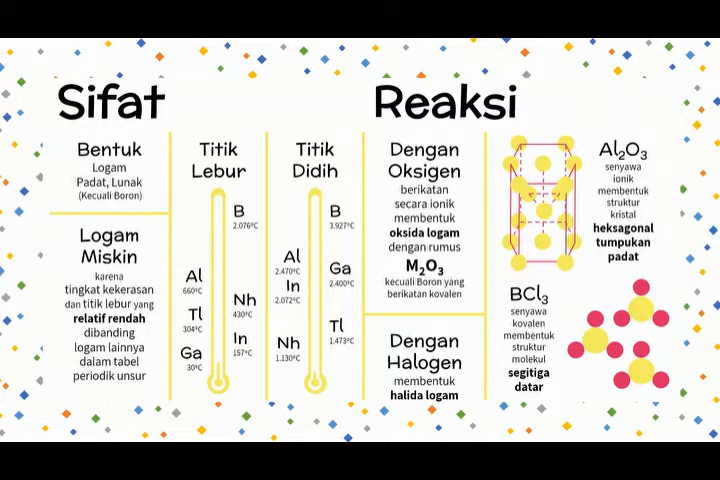 Sifat
Bentuk
Logam
Padat, Lunak
(Kecuali Boron)
Logam
Miskin
karena
tingkat kekerasan
dan titik lebur yang
relatif rendah
dibanding
logam lainnya
dalam tabel
periodik unsur
Titik
Lebur
B
2.076°C
Al
660°C
Nh
430°C
Tl
304°C
In
157°C
Ga
30°C
Titik
Didih
B
3.927°C
Al
2.470°C
Ga
2.400°C
In
2.072°C
Tl
1.473°C
Nh
1.130°C
Reaksi
Dengan
Oksigen
berikatan
secara ionik
membentuk
oksida logam
dengan rumus
M₂O₃
kecuali Boron yang
berikatan kovalen
Dengan
Halogen
membentuk
halida logam
Al₂O₃
senyawa
ionik
membentuk
struktur
kristal
heksagonal
tumpukan
padat
BCl₃
senyawa
kovalen
membentuk
struktur
molekul
segitiga
datar